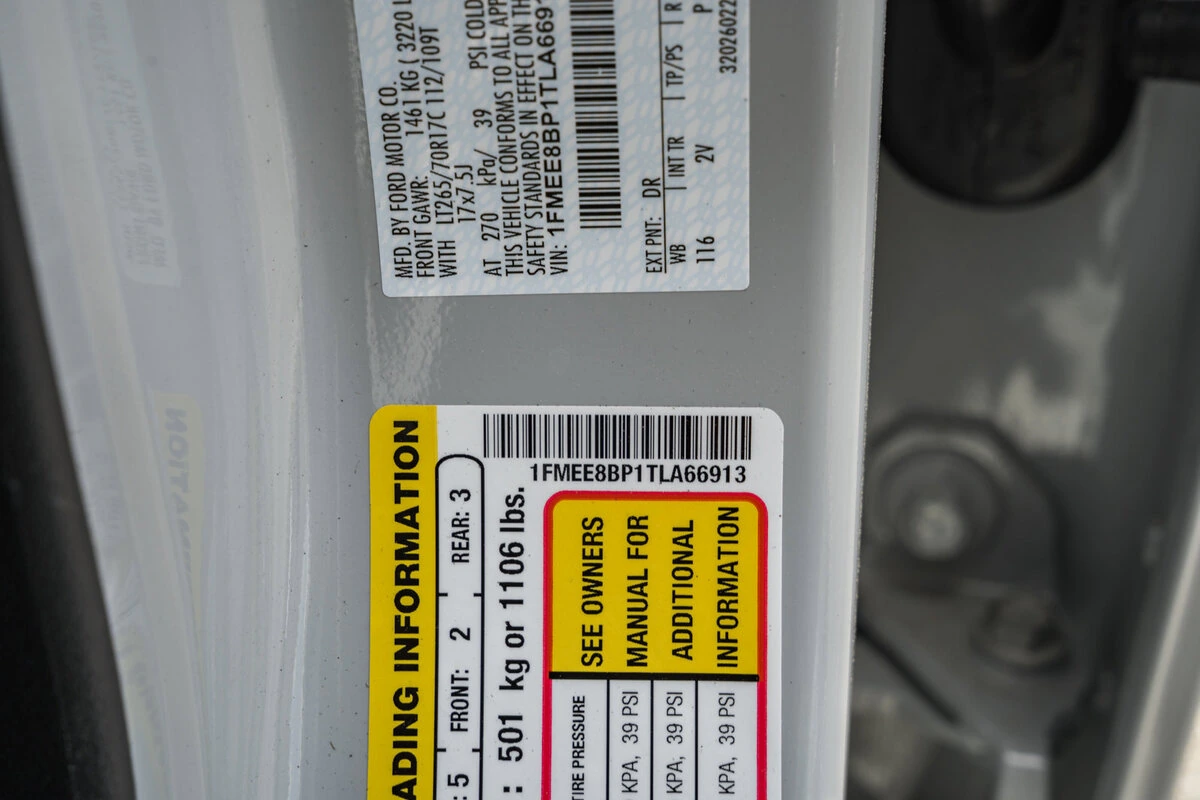 MFD. BY FORD MOTOR CO.
FRONT GAWR: 1461 KG ( 3220 L
WITH LT265/70R17C 112/109T
17x7.5J
AT 270 kPa/ 39 PSI COLD
THIS VEHICLE CONFORMS TO ALL APP
SAFETY STANDARDS IN EFFECT ON TH
VIN: 1FMEE8BP1TLA6691
EXT PNT: DR
WB INT TR TP/PS R
116 2V P
32026022
ADING INFORMATION
: 5 FRONT: 2 REAR: 3
: 501 kg or 1106 lbs.
1FMEE8BP1TLA66913
SEE OWNERS
MANUAL FOR
ADDITIONAL
INFORMATION
TIRE PRESSURE
KPA, 39 PSI
KPA, 39 PSI
KPA, 39 PSI